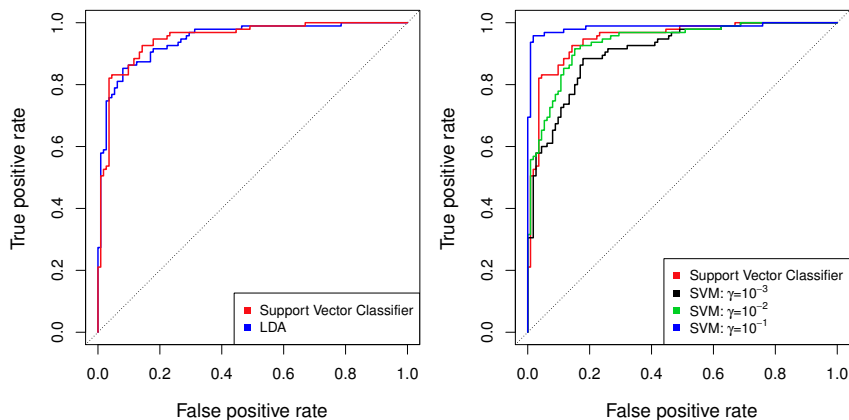 True positive rate
0.0
0.2
0.4
0.6
0.8
1.0
0.0 0.2 0.4 0.6 0.8 1.0
False positive rate
Support Vector Classifier
LDA
True positive rate
0.0
0.2
0.4
0.6
0.8
1.0
0.0 0.2 0.4 0.6 0.8 1.0
False positive rate
Support Vector Classifier
SVM: γ=10⁻³
SVM: γ=10⁻²
SVM: γ=10⁻¹